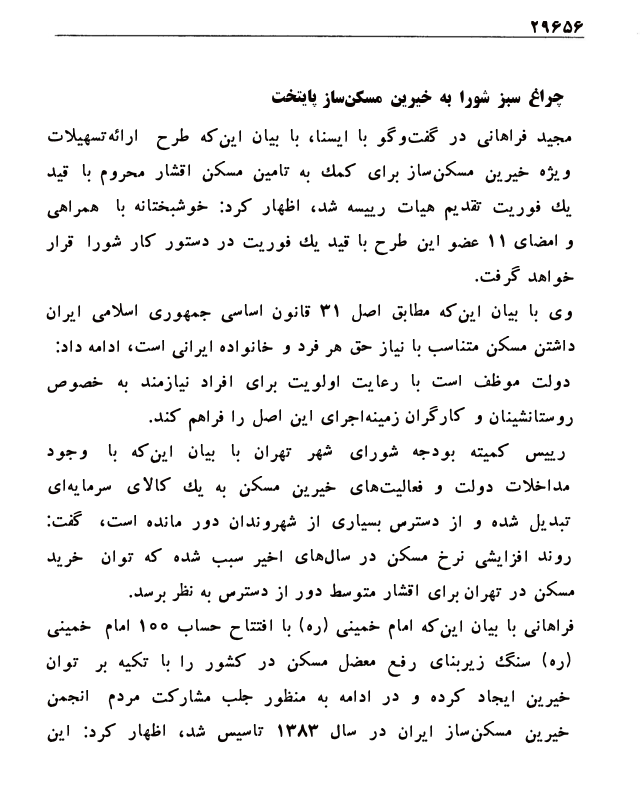 ۲۹۶۵۶
چراغ سبز شورا به خیرین مسکن‌ساز پایتخت
مجید فراهانی در گفت‌وگو با ایسنا، با بیان این‌که طرح ارائه‌تسهیلات
ویژه خیرین مسکن‌ساز برای کمك به تامین مسکن اقشار محروم با قید
یك فوریت تقدیم هیات رییسه شد، اظهار کرد: خوشبختانه با همراهی
و امضای ۱۱ عضو این طرح با قید یك فوریت در دستور کار شورا قرار
خواهد گرفت.
وی با بیان این‌که مطابق اصل ۳۱ قانون اساسی جمهوری اسلامی ایران
داشتن مسکن متناسب با نیاز حق هر فرد و خانواده ایرانی است، ادامه داد:
دولت موظف است با رعایت اولویت برای افراد نیازمند به خصوص
روستانشینان و کارگران زمینه‌اجرای این اصل را فراهم کند.
رییس کمیته بودجه شورای شهر تهران با بیان این‌که با وجود
مداخلات دولت و فعالیت‌های خیرین مسکن به یك کالای سرمایه‌ای
تبدیل شده و از دسترس بسیاری از شهروندان دور مانده است، گفت:
روند افزایشی نرخ مسکن در سال‌های اخیر سبب شده که توان خرید
مسکن در تهران برای اقشار متوسط دور از دسترس به نظر برسد.
فراهانی با بیان این‌که امام خمینی (ره) با افتتاح حساب ۱۰۰ امام خمینی
(ره) سنگ زیربنای رفع معضل مسکن در کشور را با تکیه بر توان
خیرین ایجاد کرده و در ادامه به منظور جلب مشارکت مردم انجمن
خیرین مسکن‌ساز ایران در سال ۱۳۸۳ تاسیس شد، اظهار کرد: این